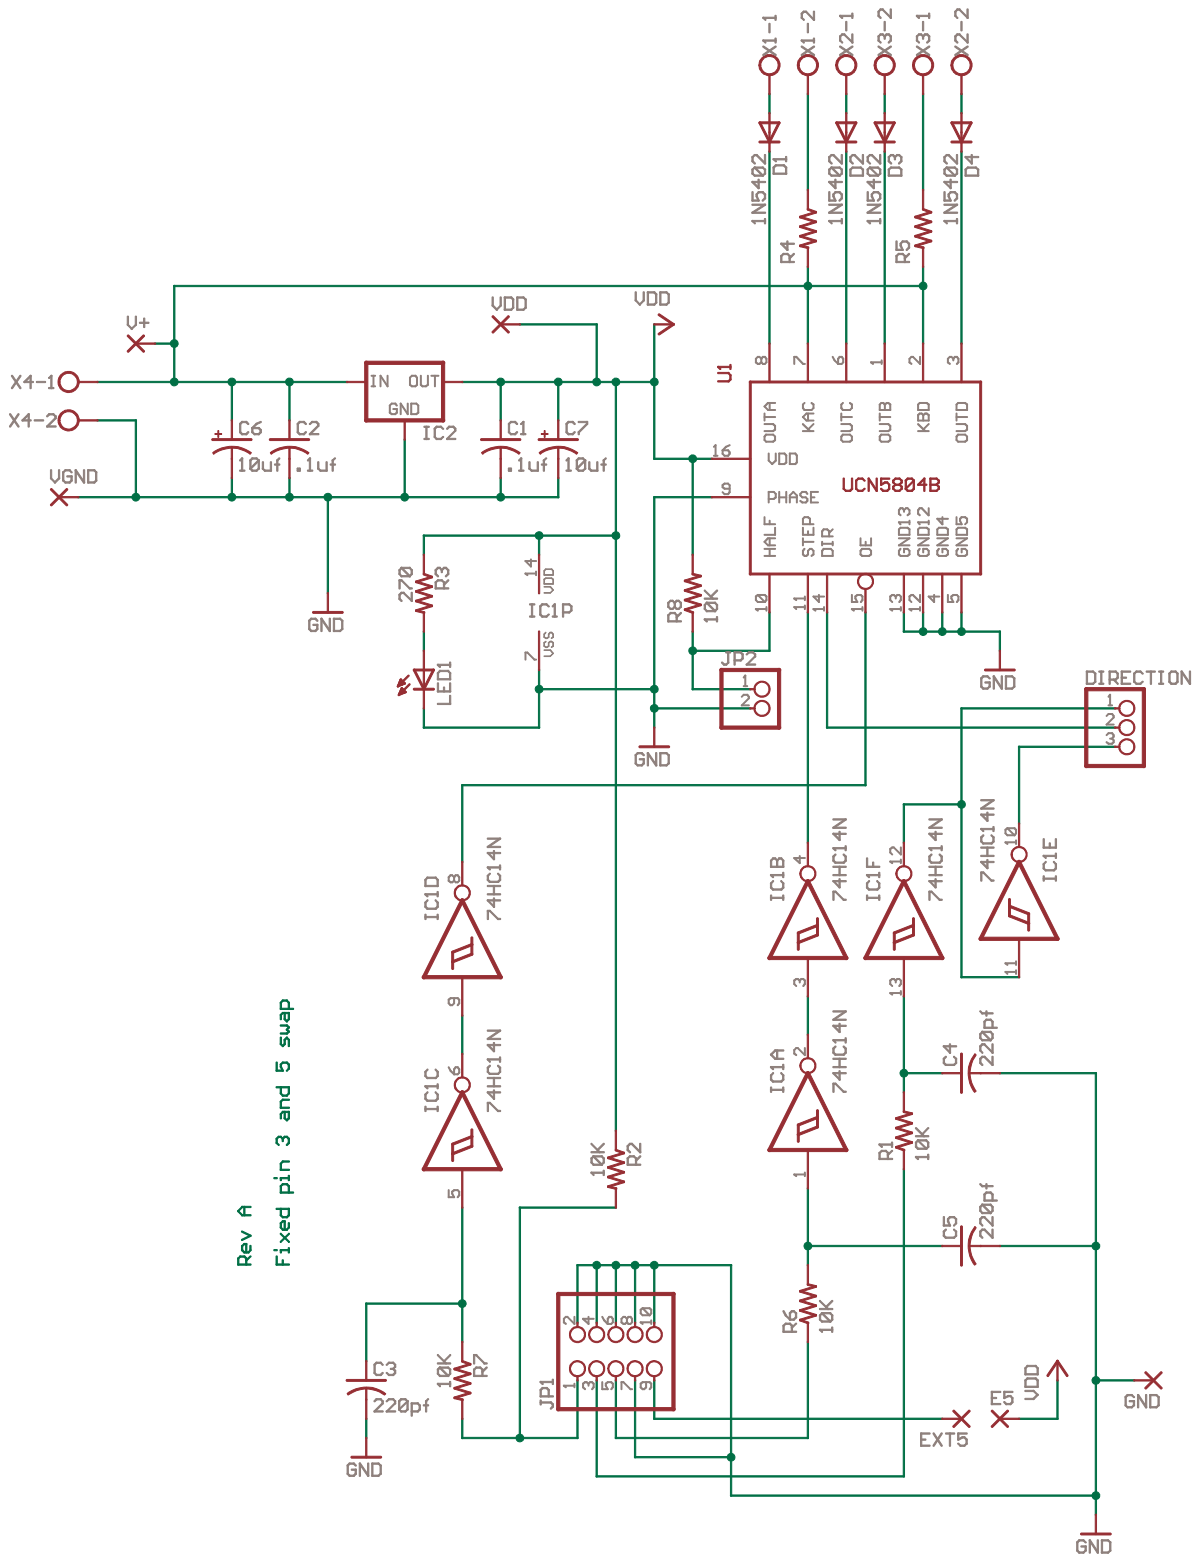 X1-1
X1-2
X2-1
X3-2
X3-1
X2-2
1N5402
D1
R4
1N5402
D2
1N5402
D3
R5
1N5402
D4
VDD
VDD
V+
X4-1
X4-2
VGND
IN
OUT
GND
IC2
C6
10uf
C2
.1uf
C1
.1uf
C7
10uf
U1
8
7
6
1
2
3
OUTA
KAC
OUTC
OUTB
KBD
OUTD
16
VDD
9
PHASE
UCN5804B
HALF
STEP
DIR
OE
GND13
GND12
GND4
GND5
10
11
14
15
13
12
4
5
GND
270
R3
14
VDD
IC1P
7
VSS
LED1
R8
10K
JP2
1
2
GND
GND
DIRECTION
1
2
3
GND
IC1D
8
74HC14N
9
IC1C
6
74HC14N
5
IC1B
4
74HC14N
3
IC1F
12
74HC14N
13
74HC14N
10
IC1E
11
IC1A
2
74HC14N
1
C4
220pf
R1
10K
C5
220pf
R6
10K
10K
R2
Rev A
Fixed pin 3 and 5 swap
C3
220pf
GND
10K
R7
JP1
2
4
6
8
10
1
3
5
7
9
EXT5
E5
VDD
GND
GND